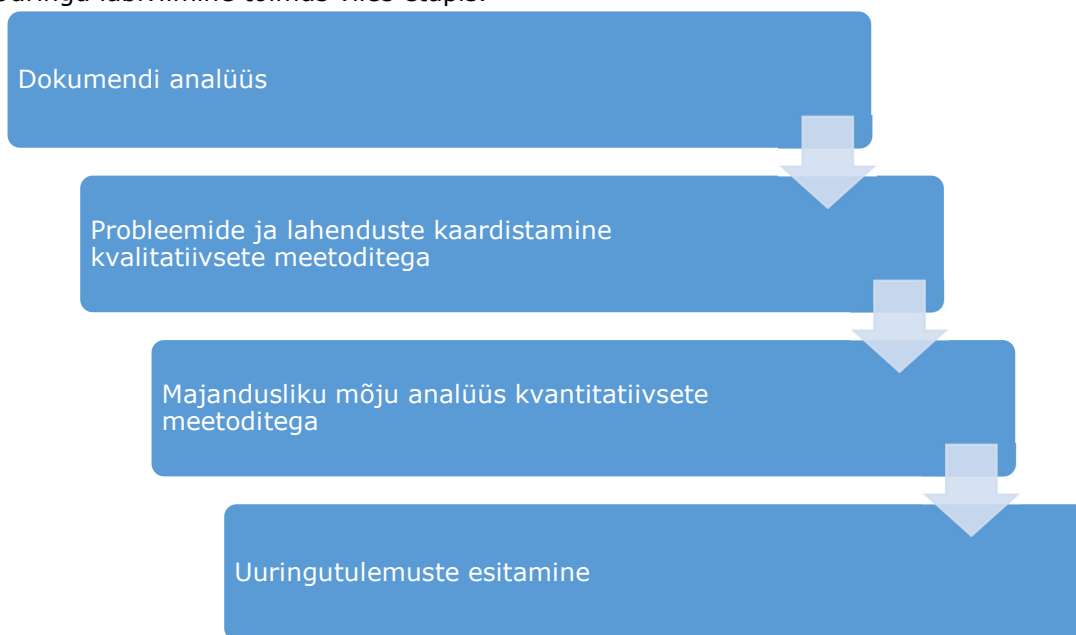 Dokumendi analüüs
Probleemide ja lahenduste kaardistamine
kvalitatiivsete meetoditega
Majandusliku mõju analüüs kvantitatiivsete
meetoditega
Uuringutulemuste esitamine